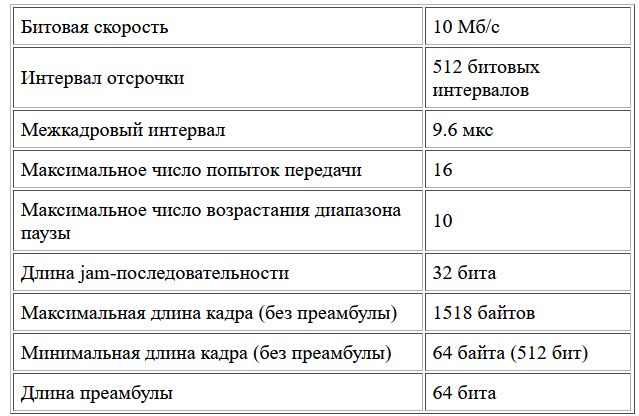 Битовая скорость
10 Мб/с
Интервал отсрочки
512 битовых
интервалов
Межкадровый интервал
9.6 мкс
Максимальное число попыток передачи
16
Максимальное число возрастания диапазона
паузы
10
Длина jam-последовательности
32 бита
Максимальная длина кадра (без преамбулы)
1518 байтов
Минимальная длина кадра (без преамбулы)
64 байта (512 бит)
Длина преамбулы
64 бита